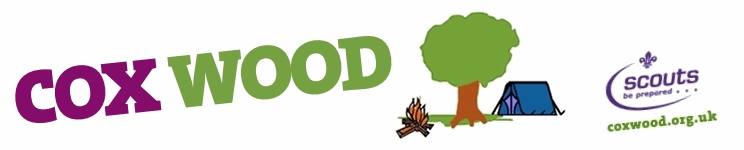 COX WOOD
scouts
be prepared . . .
coxwood.org.uk